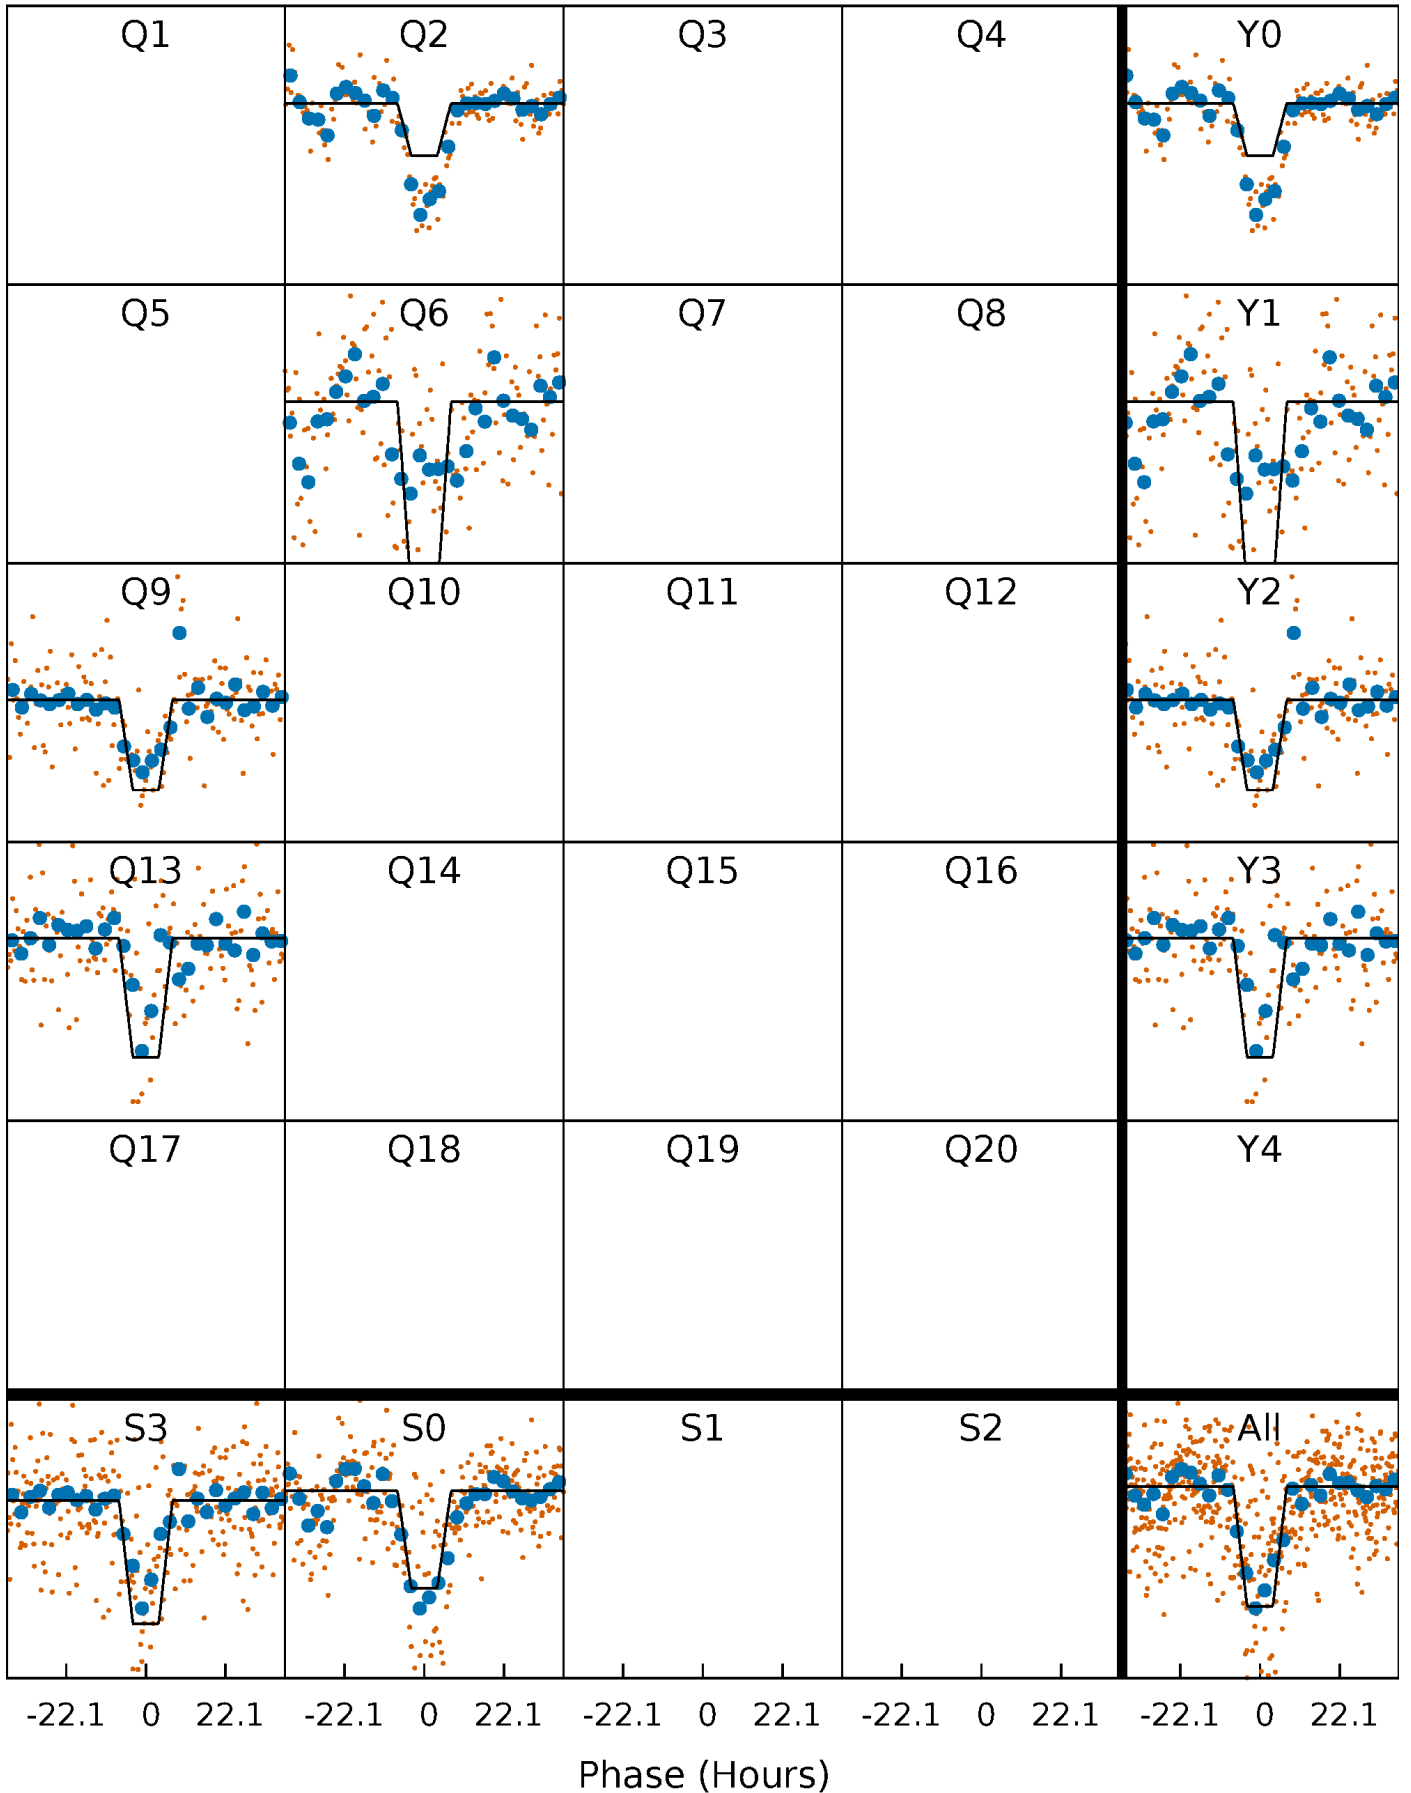 Q1 Q2 Q3 Q4 Y0
Q5 Q6 Q7 Q8 Y1
Q9 Q10 Q11 Q12 Y2
Q13 Q14 Q15 Q16 Y3
Q17 Q18 Q19 Q20 Y4
S3 S0 S1 S2 All
-22.1 0 22.1 -22.1 0 22.1 -22.1 0 22.1 -22.1 0 22.1 -22.1 0 22.1
Phase (Hours)